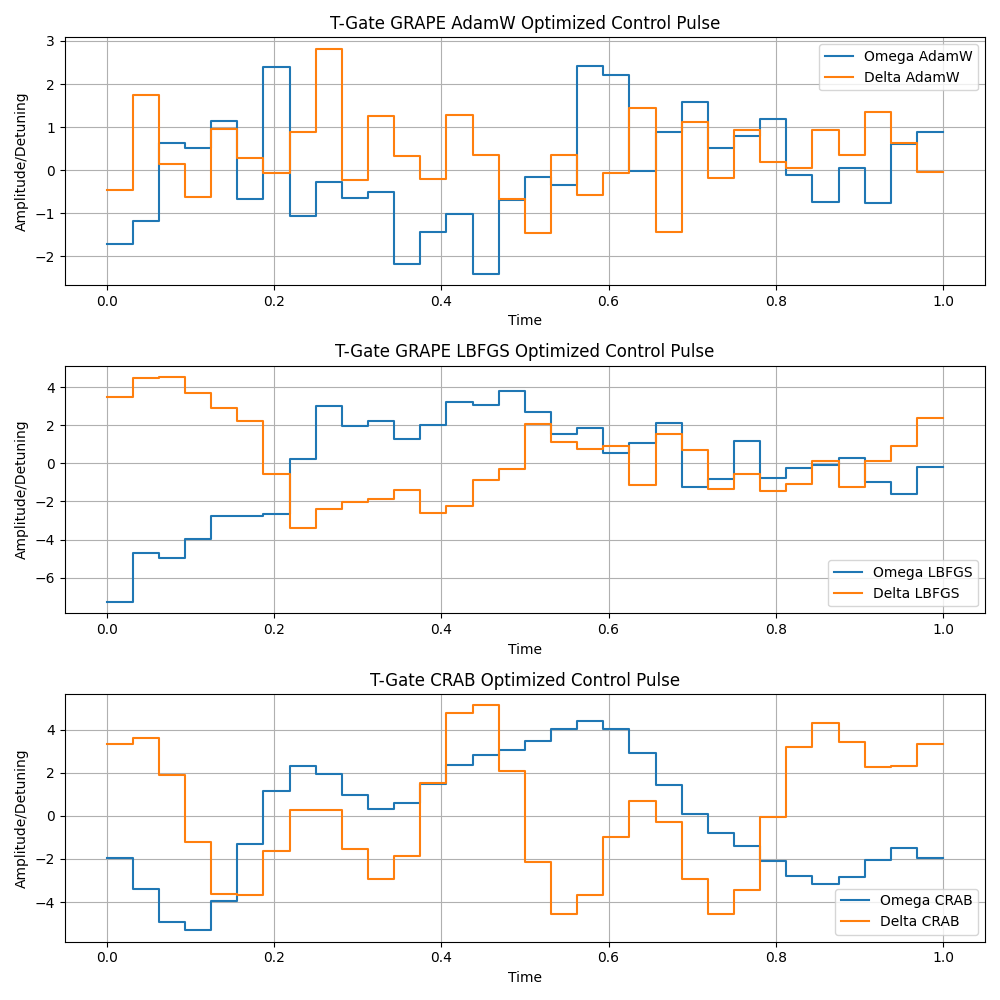 T-Gate GRAPE AdamW Optimized Control Pulse
3
2
1
0
−1
−2
Amplitude/Detuning
Omega AdamW
Delta AdamW
0.0 0.2 0.4 0.6 0.8 1.0
Time
T-Gate GRAPE LBFGS Optimized Control Pulse
4
2
0
−2
−4
−6
Amplitude/Detuning
Omega LBFGS
Delta LBFGS
0.0 0.2 0.4 0.6 0.8 1.0
Time
T-Gate CRAB Optimized Control Pulse
4
2
0
−2
−4
Amplitude/Detuning
Omega CRAB
Delta CRAB
0.0 0.2 0.4 0.6 0.8 1.0
Time